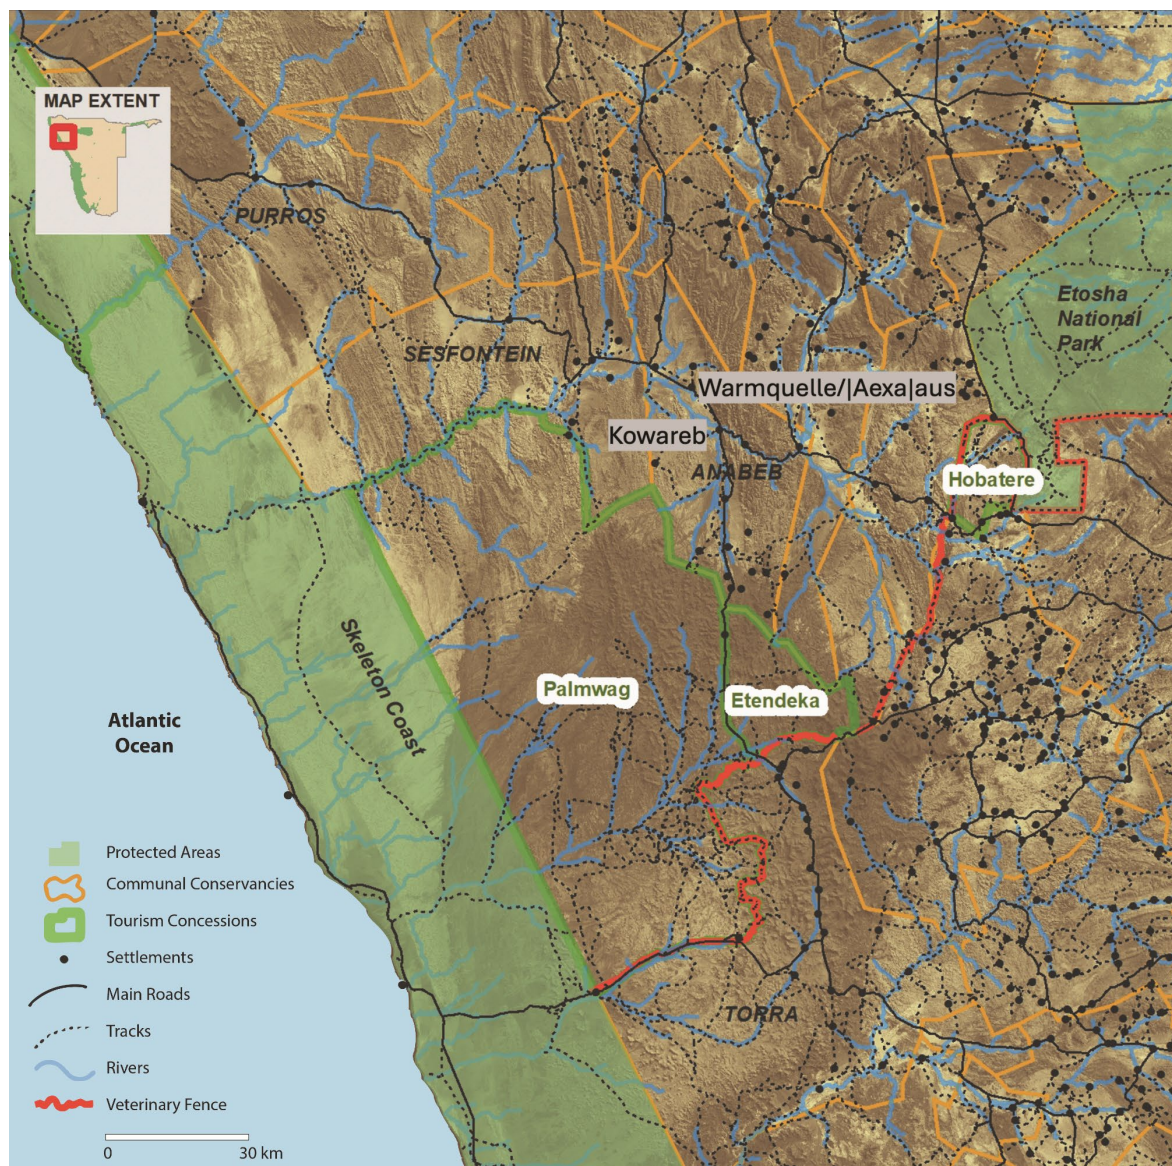 MAP EXTENT
PURROS
Etosha
National
Park
SESFONTEIN
Warmquelle/|Aexa|aus
Kowareb
ANABEB
Hobatere
Skeleton Coast
Palmwag
Etendeka
Atlantic
Ocean
Protected Areas
Communal Conservancies
Tourism Concessions
Settlements
Main Roads
Tracks
TORRA
Rivers
Veterinary Fence
0 30 km